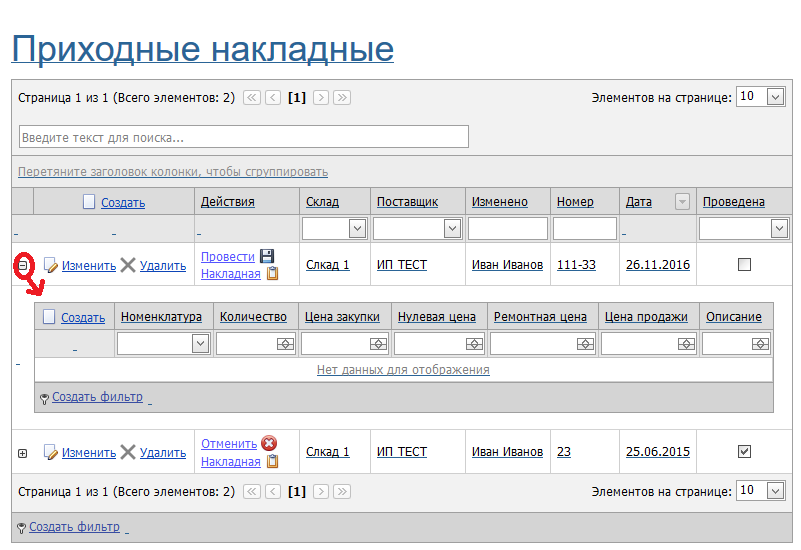 Приходные накладные
Страница 1 из 1 (Всего элементов: 2) [1] Элементов на странице: 10
Введите текст для поиска...
Перетяните заголовок колонки, чтобы сгруппировать
Создать Действия Склад Поставщик Изменено Номер Дата Проведена
Изменить Удалить Провести Слкад 1 ИП ТЕСТ Иван Иванов 111-33 26.11.2016
Накладная
Создать Номенклатура Количество Цена закупки Нулевая цена Ремонтная цена Цена продажи Описание
Нет данных для отображения
Создать фильтр
Изменить Удалить Отменить Слкад 1 ИП ТЕСТ Иван Иванов 23 25.06.2015
Накладная
Страница 1 из 1 (Всего элементов: 2) [1] Элементов на странице: 10
Создать фильтр